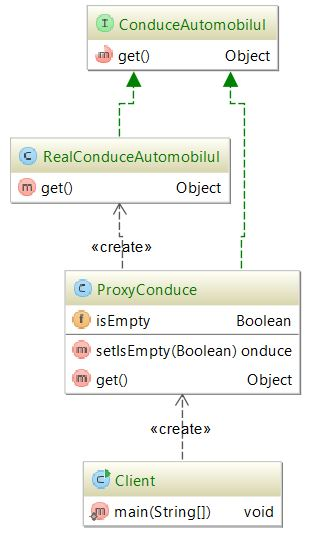 I ConduceAutomobilul
m get() Object
C RealConduceAutomobilul
m get() Object
«create»
C ProxyConduce
f isEmpty Boolean
m setIsEmpty(Boolean) onduce
m get() Object
«create»
C Client
m main(String[]) void